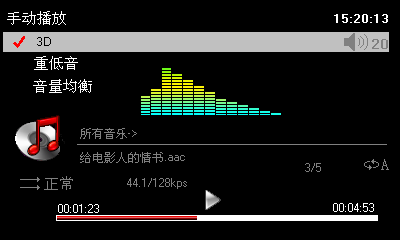 手动播放 15:20:13
3D 20
重低音
音量均衡
所有音乐->
给电影人的情书.aac
3/5 A
正常 44.1/128kps
00:01:23 00:04:53